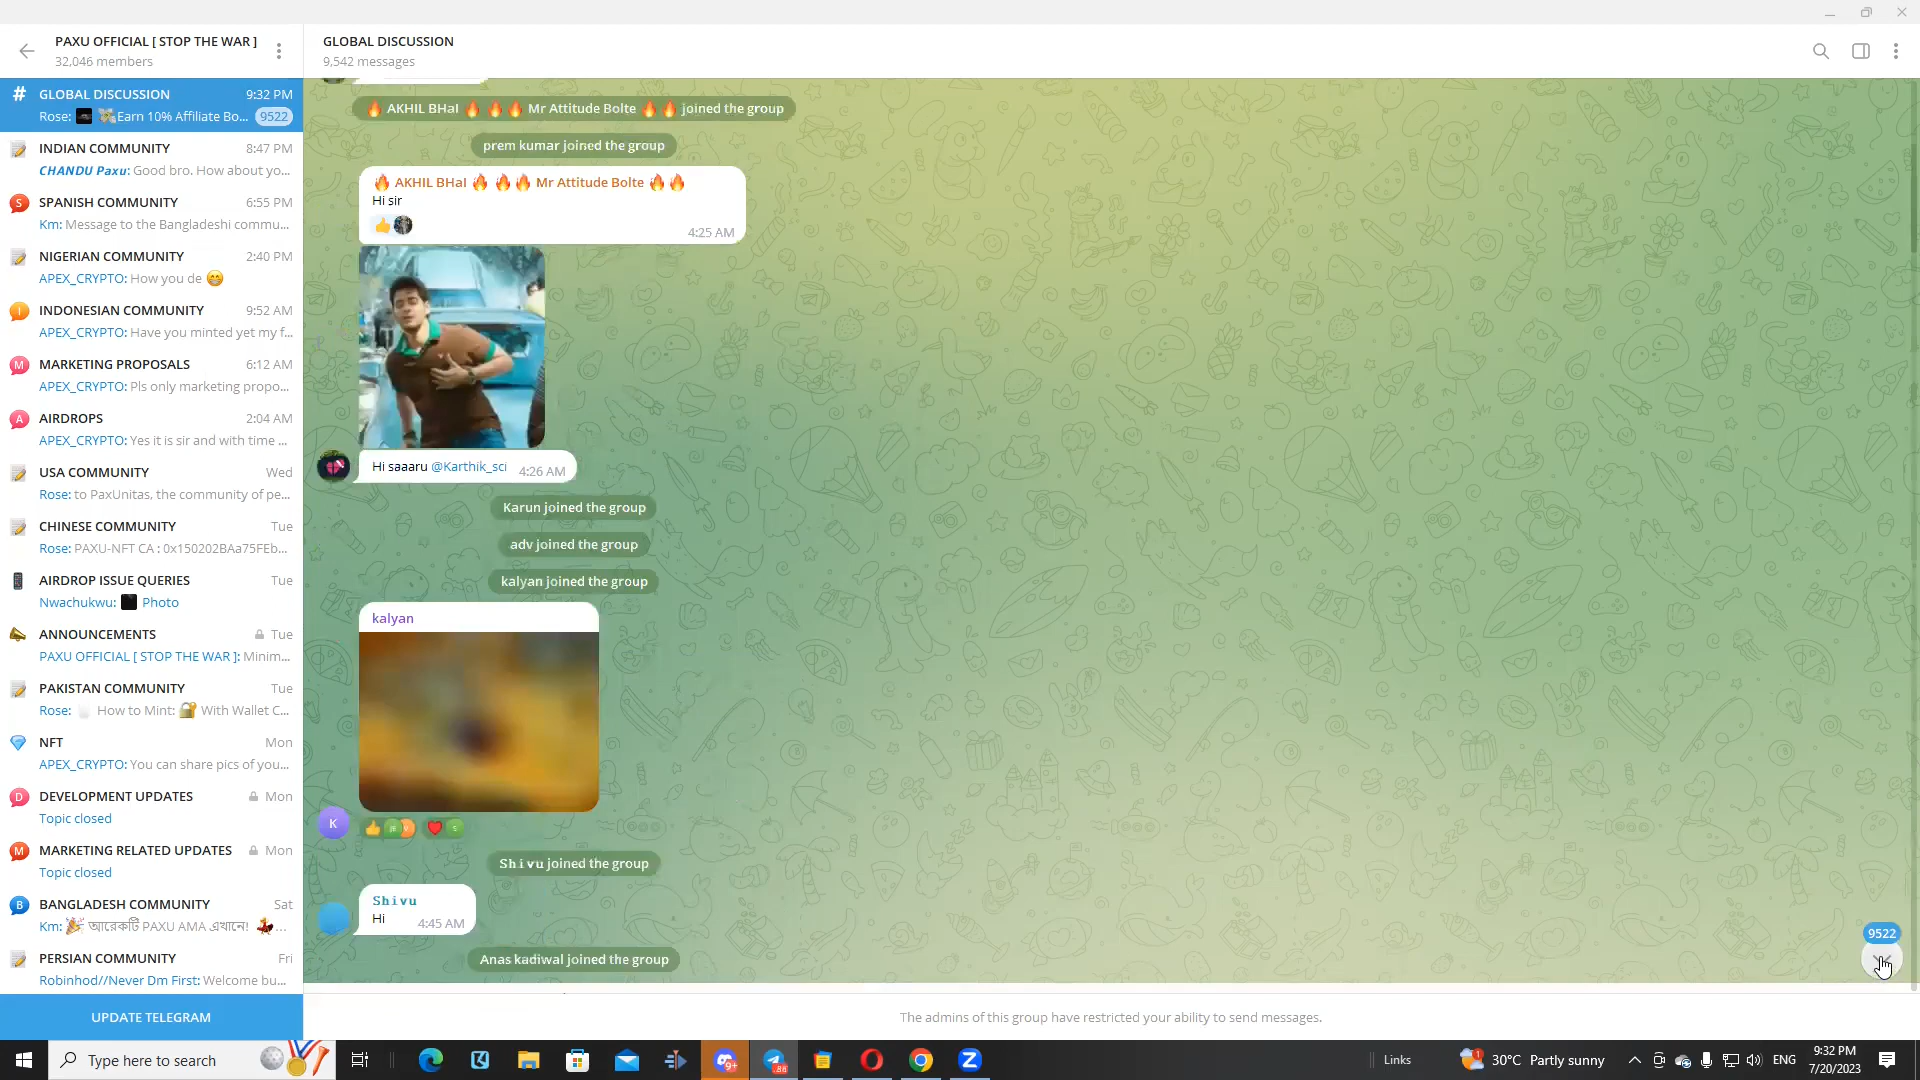 PAXU OFFICIAL [ STOP THE WAR ]
32,046 members
GLOBAL DISCUSSION
9,542 messages
GLOBAL DISCUSSION 9:32 PM
Rose: 💸Earn 10% Affiliate Bo... 9522
INDIAN COMMUNITY 8:47 PM
CHANDU Paxu: Good bro. How about yo...
S SPANISH COMMUNITY 6:55 PM
Km: Message to the Bangladeshi commu...
NIGERIAN COMMUNITY 2:40 PM
APEX_CRYPTO: How you de 😁
I INDONESIAN COMMUNITY 9:52 AM
APEX_CRYPTO: Have you minted yet my f...
M MARKETING PROPOSALS 6:12 AM
APEX_CRYPTO: Pls only marketing propo...
A AIRDROPS 2:04 AM
APEX_CRYPTO: Yes it is sir and with time ...
USA COMMUNITY Wed
Rose: to PaxUnitas, the community of pe...
CHINESE COMMUNITY Tue
Rose: PAXU-NFT CA : 0x150202BAa75FEb...
AIRDROP ISSUE QUERIES Tue
Nwachukwu: Photo
ANNOUNCEMENTS Tue
PAXU OFFICIAL [ STOP THE WAR ]: Minim...
PAKISTAN COMMUNITY Tue
Rose: How to Mint: 🔐 With Wallet C...
NFT Mon
APEX_CRYPTO: You can share pics of you...
D DEVELOPMENT UPDATES Mon
Topic closed
M MARKETING RELATED UPDATES Mon
Topic closed
B BANGLADESH COMMUNITY Sat
Km: 🎉 আরেকটি PAXU AMA এখানে! 💃...
PERSIAN COMMUNITY Fri
Robinhod//Never Dm First: Welcome bu...
UPDATE TELEGRAM
🔥 AKHIL BHaI 🔥 🔥🔥 Mr Attitude Bolte 🔥🔥 joined the group
prem kumar joined the group
🔥 AKHIL BHaI 🔥 🔥🔥 Mr Attitude Bolte 🔥🔥
Hi sir
4:25 AM
Hi saaaru @Karthik_sci 4:26 AM
Karun joined the group
adv joined the group
kalyan joined the group
kalyan
K
Shivu joined the group
Shivu
Hi 4:45 AM
Anas kadiwal joined the group
9522
The admins of this group have restricted your ability to send messages.
Type here to search
9+
.86
Links
1
30°C Partly sunny
ENG
9:32 PM
7/20/2023